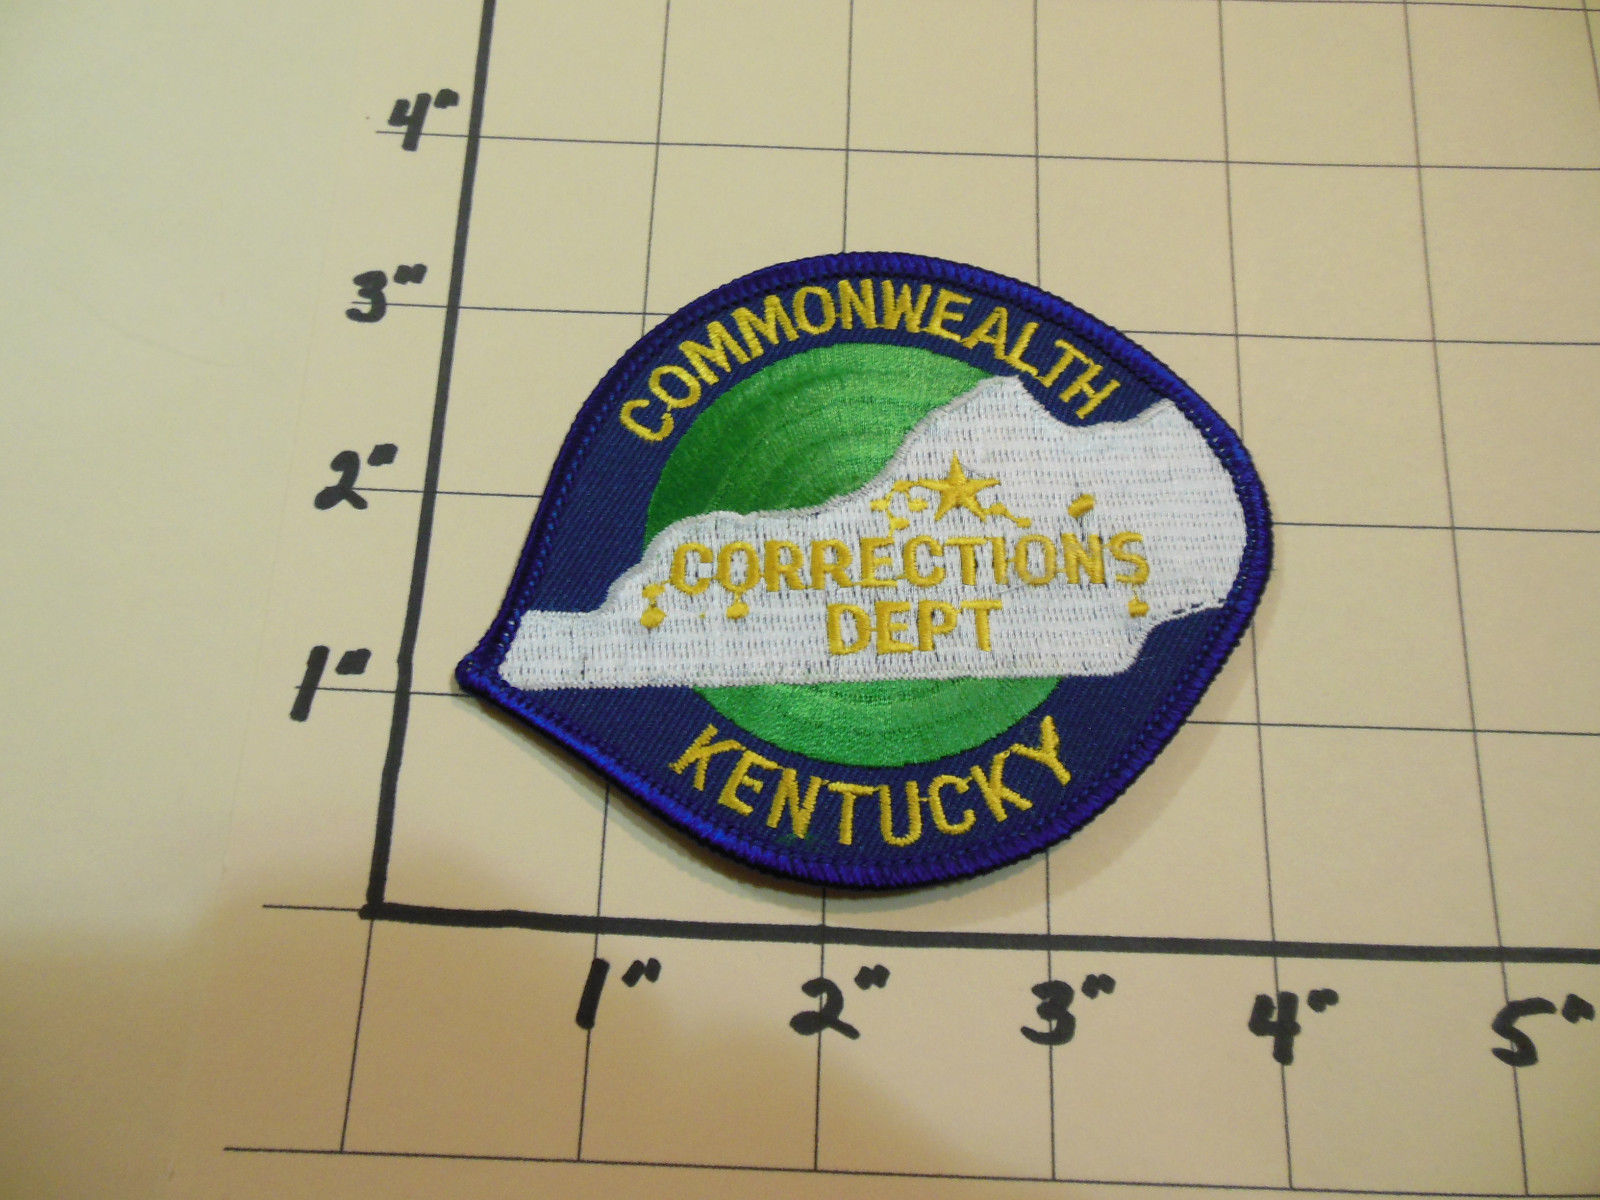 4"
3"
2"
1"
COMMONWEALTH
CORRECTIONS
DEPT
KENTUCKY
1" 2" 3" 4" 5"